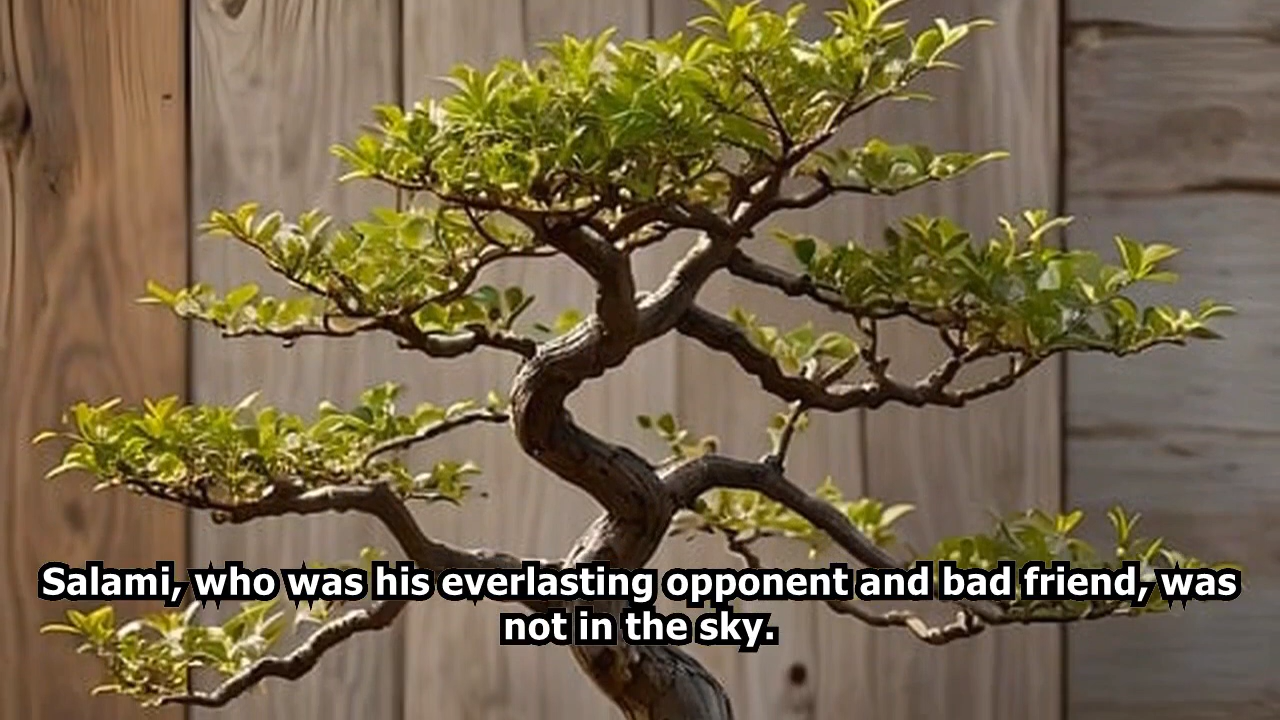 Salami, who was his everlasting opponent and bad friend, was
not in the sky.